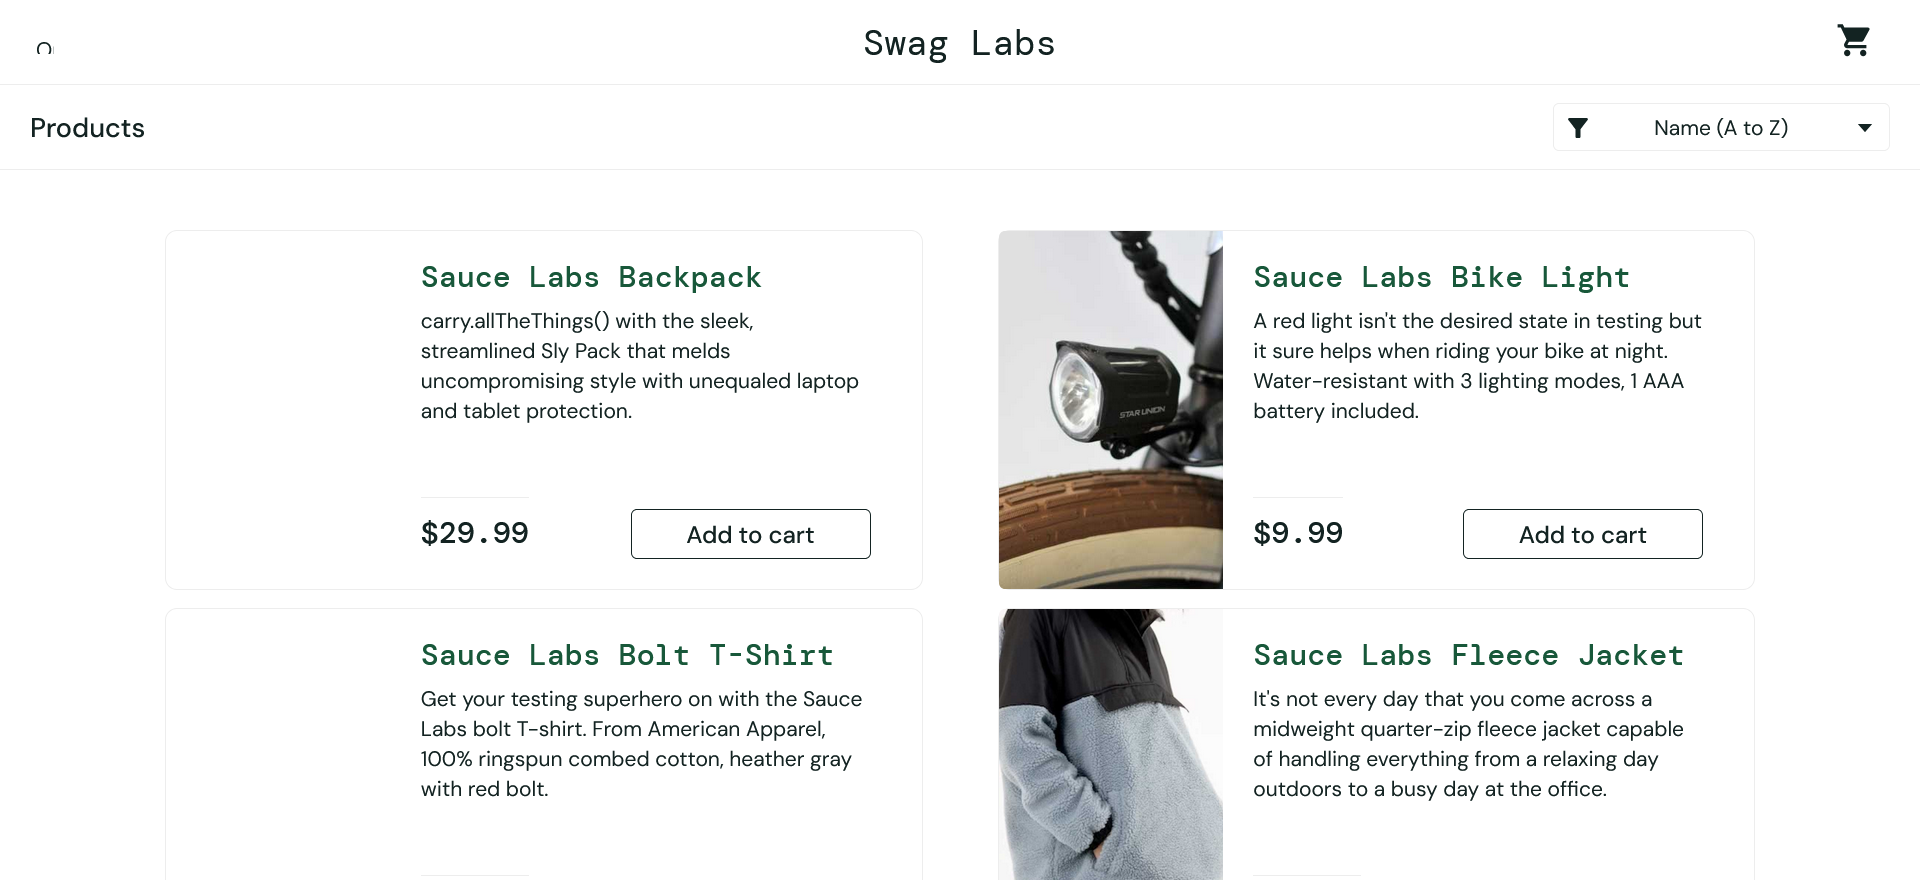 Swag Labs
Products
Name (A to Z)
Sauce Labs Backpack
carry.allTheThings() with the sleek,
streamlined Sly Pack that melds
uncompromising style with unequaled laptop
and tablet protection.
$29.99
Add to cart
STAR UNION
Sauce Labs Bike Light
A red light isn't the desired state in testing but
it sure helps when riding your bike at night.
Water-resistant with 3 lighting modes, 1 AAA
battery included.
$9.99
Add to cart
Sauce Labs Bolt T-Shirt
Get your testing superhero on with the Sauce
Labs bolt T-shirt. From American Apparel,
100% ringspun combed cotton, heather gray
with red bolt.
Sauce Labs Fleece Jacket
It's not every day that you come across a
midweight quarter-zip fleece jacket capable
of handling everything from a relaxing day
outdoors to a busy day at the office.